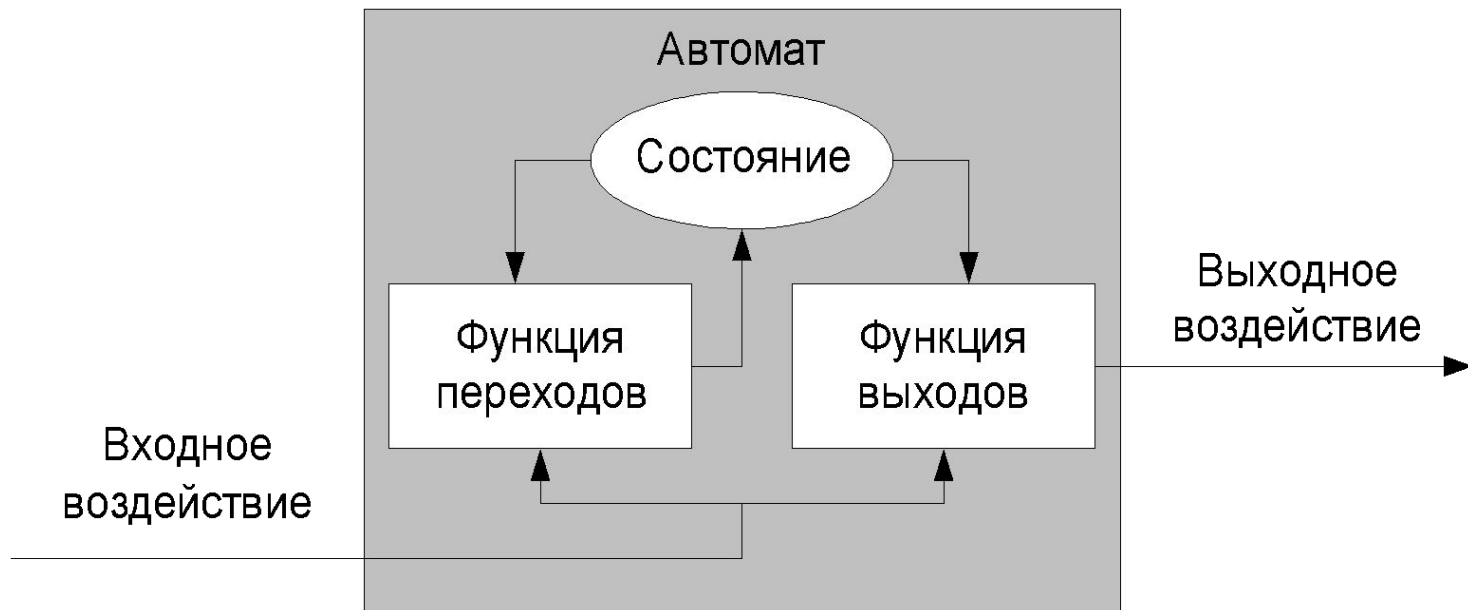 Автомат
Состояние
Функция
переходов
Функция
выходов
Выходное
воздействие
Входное
воздействие